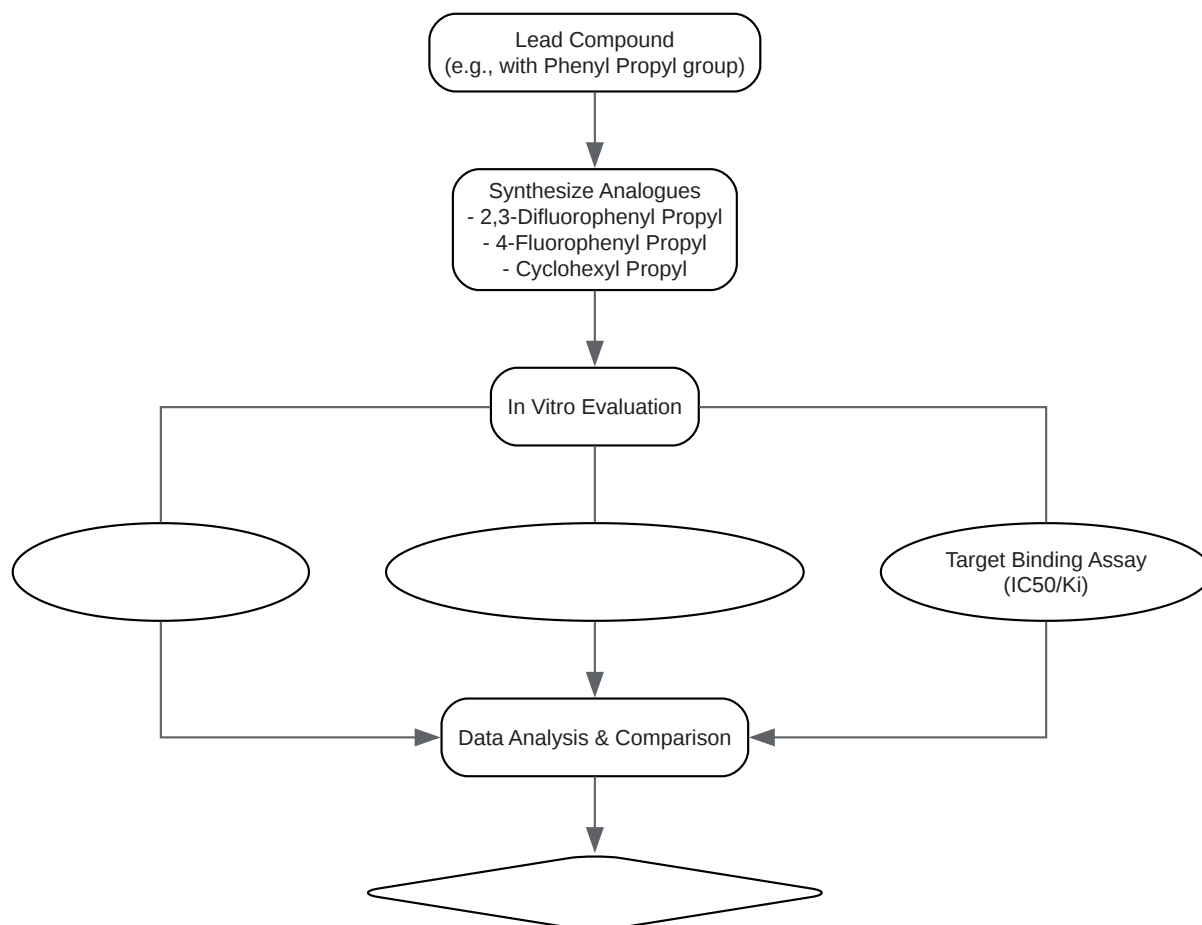 Lead Compound
(e.g., with Phenyl Propyl group)
Synthesize Analogues
- 2,3-Difluorophenyl Propyl
- 4-Fluorophenyl Propyl
- Cyclohexyl Propyl
In Vitro Evaluation
Target Binding Assay
(IC50/Ki)
Data Analysis & Comparison